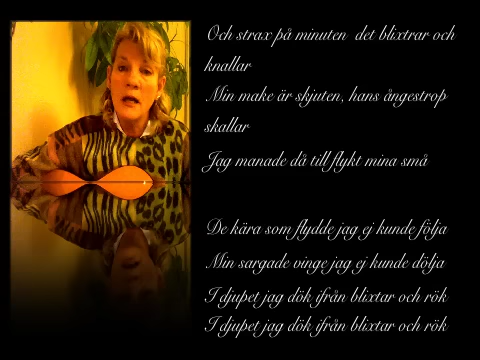 Och strax på minuten det blixtrar och
knallar
Min make är skjuten, hans ångestrop
skallar
Jag manade då till flykt mina små
De kära som flydde jag ej kunde följa
Min sargade vinge jag ej kunde dölja
I djupet jag dök ifrån blixtar och rök
I djupet jag dök ifrån blixtar och rök